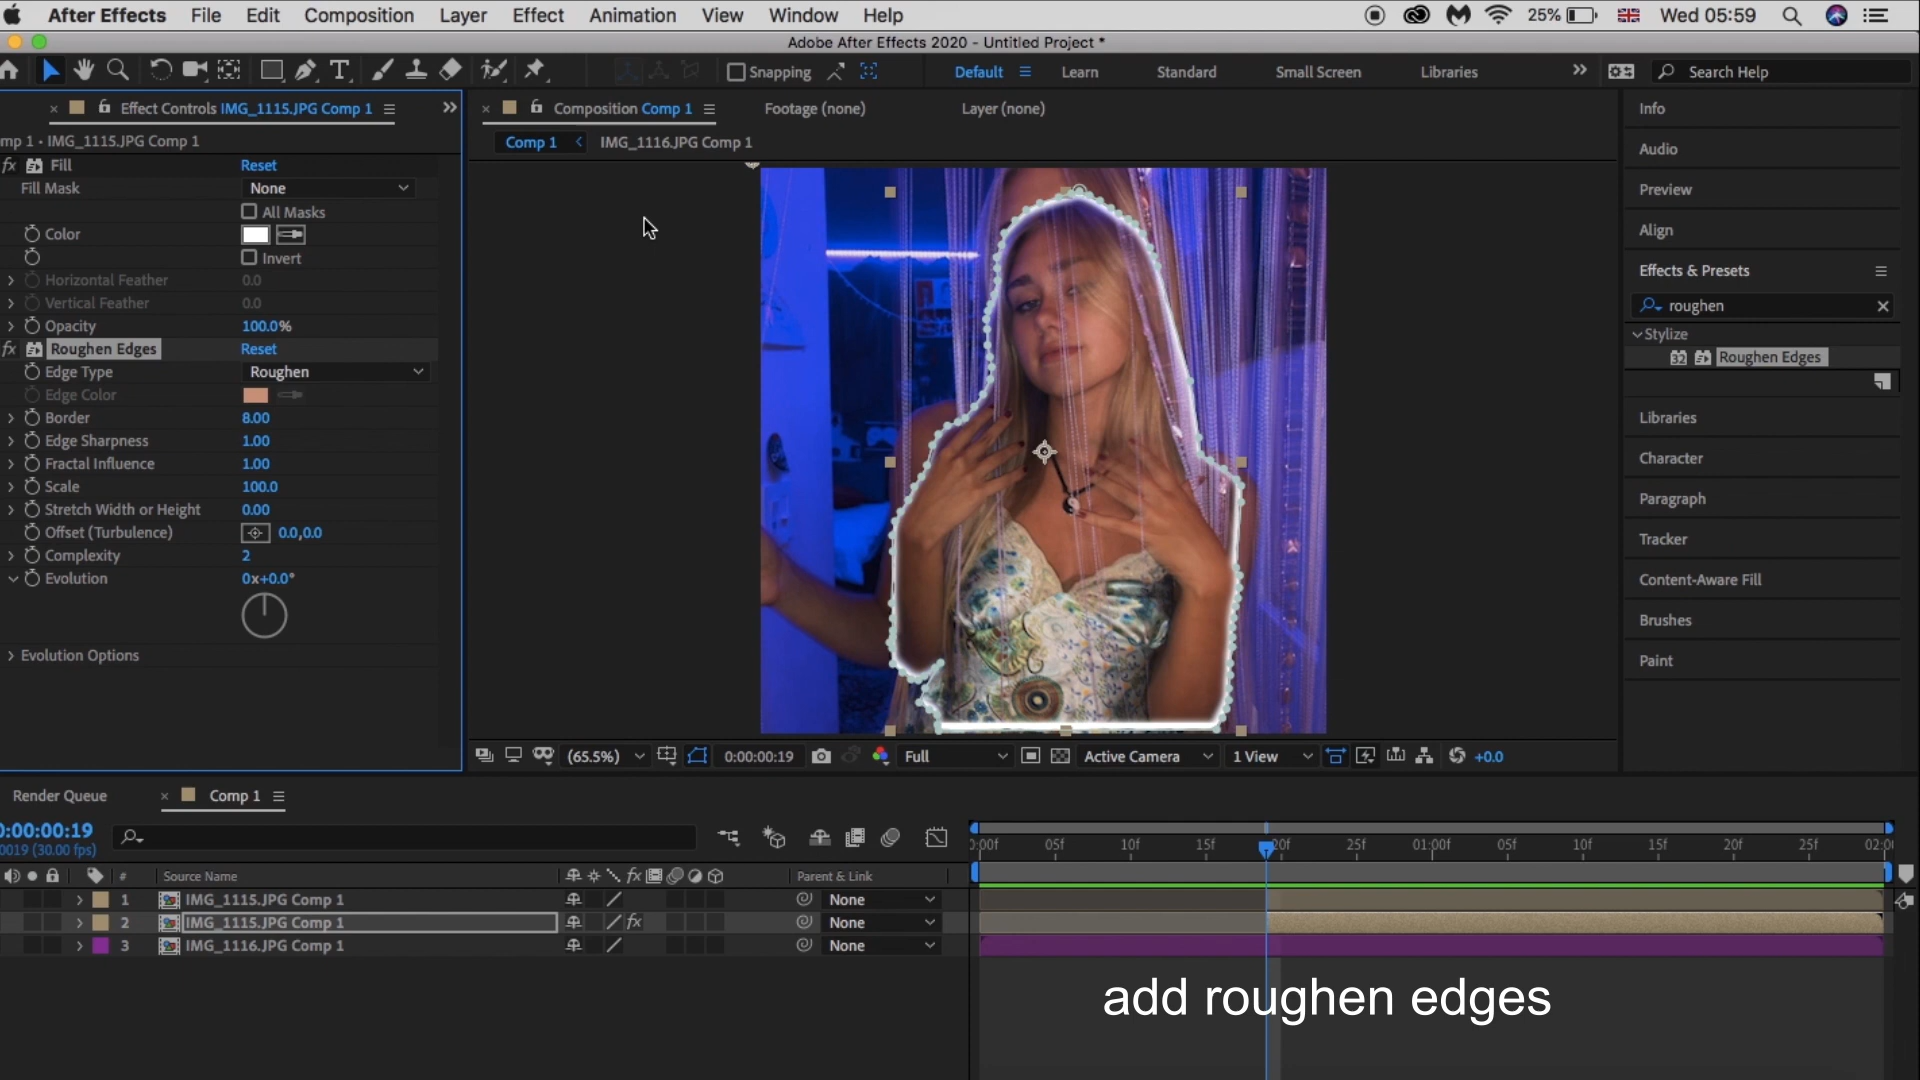 After Effects File Edit Composition Layer Effect Animation View Window Help 25% Wed 05:59
Adobe After Effects 2020 - Untitled Project *
Snapping Default Learn Standard Small Screen Libraries Search Help
Effect Controls IMG_1115.JPG Comp 1
mp 1 • IMG_1115.JPG Comp 1
fx Fill Reset
Fill Mask None
All Masks
Color
Invert
Horizontal Feather 0.0
Vertical Feather 0.0
Opacity 100.0%
fx Roughen Edges Reset
Edge Type Roughen
Edge Color
Border 8.00
Edge Sharpness 1.00
Fractal Influence 1.00
Scale 100.0
Stretch Width or Height 0.00
Offset (Turbulence) 0.0,0.0
Complexity 2
Evolution 0x+0.0°
Evolution Options
Composition Comp 1 Footage (none) Layer (none)
Comp 1 IMG_1116.JPG Comp 1
(65.5%) 0:00:00:19 Full Active Camera 1 View +0.0
Info
Audio
Preview
Align
Effects & Presets
roughen
Stylize
32 Roughen Edges
Libraries
Character
Paragraph
Tracker
Content-Aware Fill
Brushes
Paint
Render Queue Comp 1
0:00:00:19
0019 (30.00 fps)
:00f 05f 10f 15f 20f 25f 01:00f 05f 10f 15f 20f 25f 02:00
# Source Name fx Parent & Link
1 IMG_1115.JPG Comp 1 None
2 IMG_1115.JPG Comp 1 fx None
3 IMG_1116.JPG Comp 1 None
add roughen edges